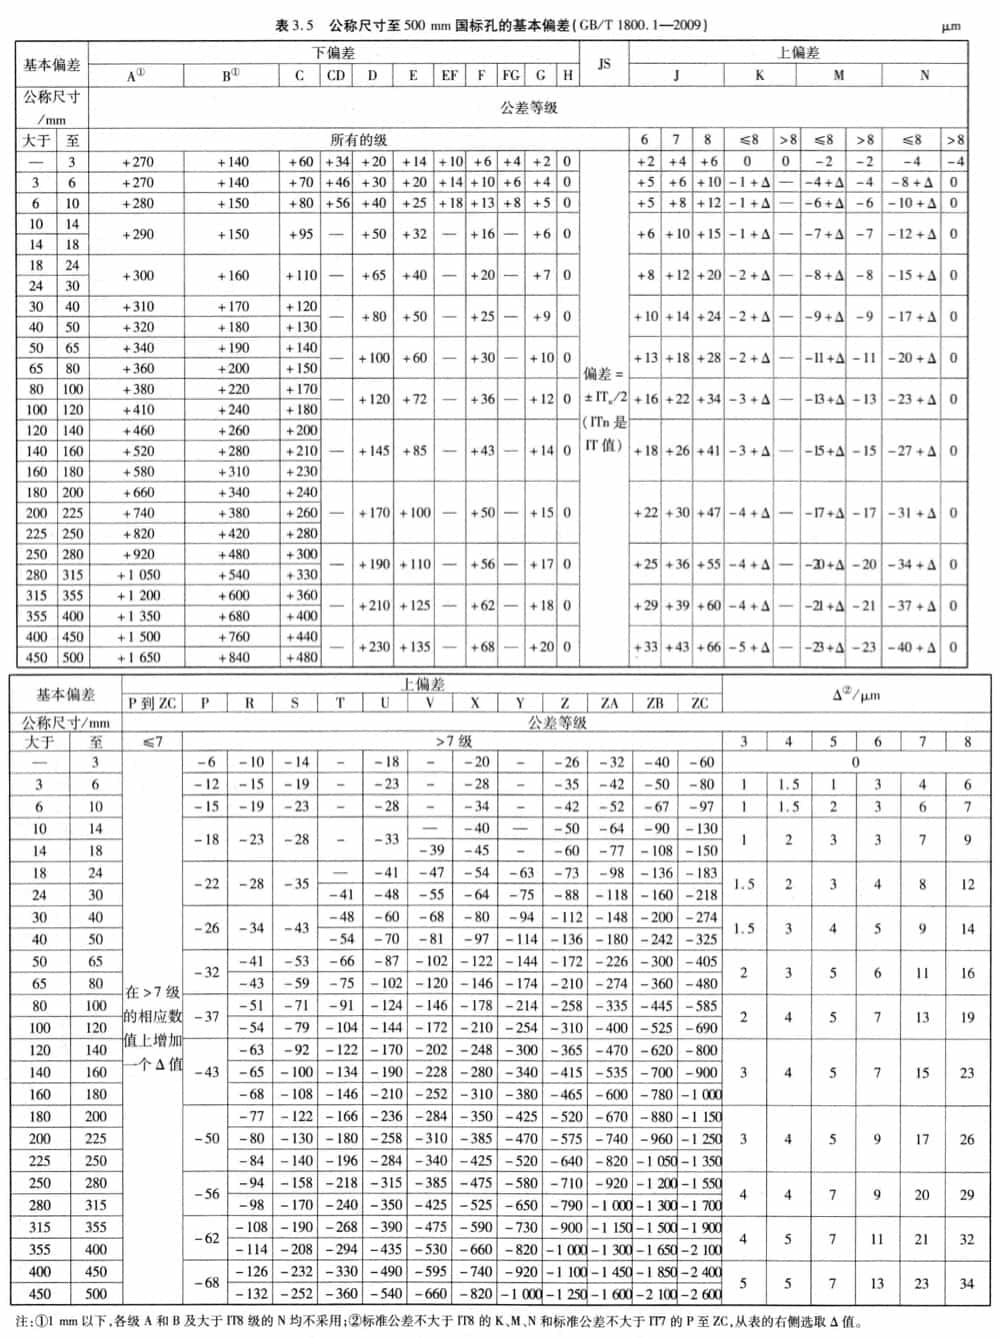 表 3.5 公称尺寸至 500 mm 国标孔的基本偏差(GB/T 1800.1—2009) μm
基本偏差 下偏差 JS 上偏差
A① B① C CD D E EF F FG G H J K M N
公称尺寸/mm 公差等级
大于 至 所有的级 6 7 8 ≤8 >8 ≤8 >8 ≤8 >8
— 3 +270 +140 +60 +34 +20 +14 +10 +6 +4 +2 0 +2 +4 +6 0 0 -2 -2 -4 -4
3 6 +270 +140 +70 +46 +30 +20 +14 +10 +6 +4 0 +5 +6 +10 -1+Δ — -4+Δ -4 -8+Δ 0
6 10 +280 +150 +80 +56 +40 +25 +18 +13 +8 +5 0 +5 +8 +12 -1+Δ — -6+Δ -6 -10+Δ 0
10 14
+290 +150 +95 — +50 +32 — +16 — +6 0 +6 +10 +15 -1+Δ — -7+Δ -7 -12+Δ 0
14 18
18 24
+300 +160 +110 — +65 +40 — +20 — +7 0 +8 +12 +20 -2+Δ — -8+Δ -8 -15+Δ 0
24 30
30 40 +310 +170 +120
— +80 +50 — +25 — +9 0 +10 +14 +24 -2+Δ — -9+Δ -9 -17+Δ 0
40 50 +320 +180 +130
50 65 +340 +190 +140
— +100 +60 — +30 — +10 0 +13 +18 +28 -2+Δ — -11+Δ -11 -20+Δ 0
65 80 +360 +200 +150
偏差 =
80 100 +380 +220 +170
± ITn/2
— +120 +72 — +36 — +12 0 +16 +22 +34 -3+Δ — -13+Δ -13 -23+Δ 0
100 120 +410 +240 +180
(ITn 是
120 140 +460 +260 +200
IT 值)
140 160 +520 +280 +210 — +145 +85 — +43 — +14 0 +18 +26 +41 -3+Δ — -15+Δ -15 -27+Δ 0
160 180 +580 +310 +230
180 200 +660 +340 +240
200 225 +740 +380 +260 — +170 +100 — +50 — +15 0 +22 +30 +47 -4+Δ — -17+Δ -17 -31+Δ 0
225 250 +820 +420 +280
250 280 +920 +480 +300
— +190 +110 — +56 — +17 0 +25 +36 +55 -4+Δ — -20+Δ -20 -34+Δ 0
280 315 +1 050 +540 +330
315 355 +1 200 +600 +360
— +210 +125 — +62 — +18 0 +29 +39 +60 -4+Δ — -21+Δ -21 -37+Δ 0
355 400 +1 350 +680 +400
400 450 +1 500 +760 +440
— +230 +135 — +68 — +20 0 +33 +43 +66 -5+Δ — -23+Δ -23 -40+Δ 0
450 500 +1 650 +840 +480
基本偏差 上偏差 Δ②/μm
P 到 ZC P R S T U V X Y Z ZA ZB ZC
公称尺寸/mm 公差等级
大于 至 ≤7 >7 级 3 4 5 6 7 8
— 3 -6 -10 -14 - -18 - -20 - -26 -32 -40 -60 0
3 6 -12 -15 -19 - -23 - -28 - -35 -42 -50 -80 1 1.5 1 3 4 6
6 10 -15 -19 -23 - -28 - -34 - -42 -52 -67 -97 1 1.5 2 3 6 7
10 14 — -40 — -50 -64 -90 -130
-18 -23 -28 - -33 1 2 3 3 7 9
14 18 -39 -45 - -60 -77 -108 -150
18 24 — -41 -47 -54 -63 -73 -98 -136 -183
-22 -28 -35 1.5 2 3 4 8 12
24 30 -41 -48 -55 -64 -75 -88 -118 -160 -218
30 40 -48 -60 -68 -80 -94 -112 -148 -200 -274
-26 -34 -43 1.5 3 4 5 9 14
40 50 -54 -70 -81 -97 -114 -136 -180 -242 -325
50 65 -41 -53 -66 -87 -102 -122 -144 -172 -226 -300 -405
-32 2 3 5 6 11 16
65 80 -43 -59 -75 -102 -120 -146 -174 -210 -274 -360 -480
在 >7 级
80 100 -51 -71 -91 -124 -146 -178 -214 -258 -335 -445 -585
的相应数 -37 2 4 5 7 13 19
100 120 -54 -79 -104 -144 -172 -210 -254 -310 -400 -525 -690
值上增加
120 140 -63 -92 -122 -170 -202 -248 -300 -365 -470 -620 -800
一个 Δ 值
140 160 -43 -65 -100 -134 -190 -228 -280 -340 -415 -535 -700 -900 3 4 5 7 15 23
160 180 -68 -108 -146 -210 -252 -310 -380 -465 -600 -780 -1 000
180 200 -77 -122 -166 -236 -284 -350 -425 -520 -670 -880 -1 150
200 225 -50 -80 -130 -180 -258 -310 -385 -470 -575 -740 -960 -1 250 3 4 5 9 17 26
225 250 -84 -140 -196 -284 -340 -425 -520 -640 -820 -1 050 -1 350
250 280 -94 -158 -218 -315 -385 -475 -580 -710 -920 -1 200 -1 550
-56 4 4 7 9 20 29
280 315 -98 -170 -240 -350 -425 -525 -650 -790 -1 000 -1 300 -1 700
315 355 -108 -190 -268 -390 -475 -590 -730 -900 -1 150 -1 500 -1 900
-62 4 5 7 11 21 32
355 400 -114 -208 -294 -435 -530 -660 -820 -1 000 -1 300 -1 650 -2 100
400 450 -126 -232 -330 -490 -595 -740 -920 -1 100 -1 450 -1 850 -2 400
-68 5 5 7 13 23 34
450 500 -132 -252 -360 -540 -660 -820 -1 000 -1 250 -1 600 -2 100 -2 600
注:①1 mm 以下,各级 A 和 B 及大于 IT8 级的 N 均不采用;②标准公差不大于 IT8 的 K、M、N 和标准公差不大于 IT7 的 P 至 ZC,从表的右侧选取 Δ 值。